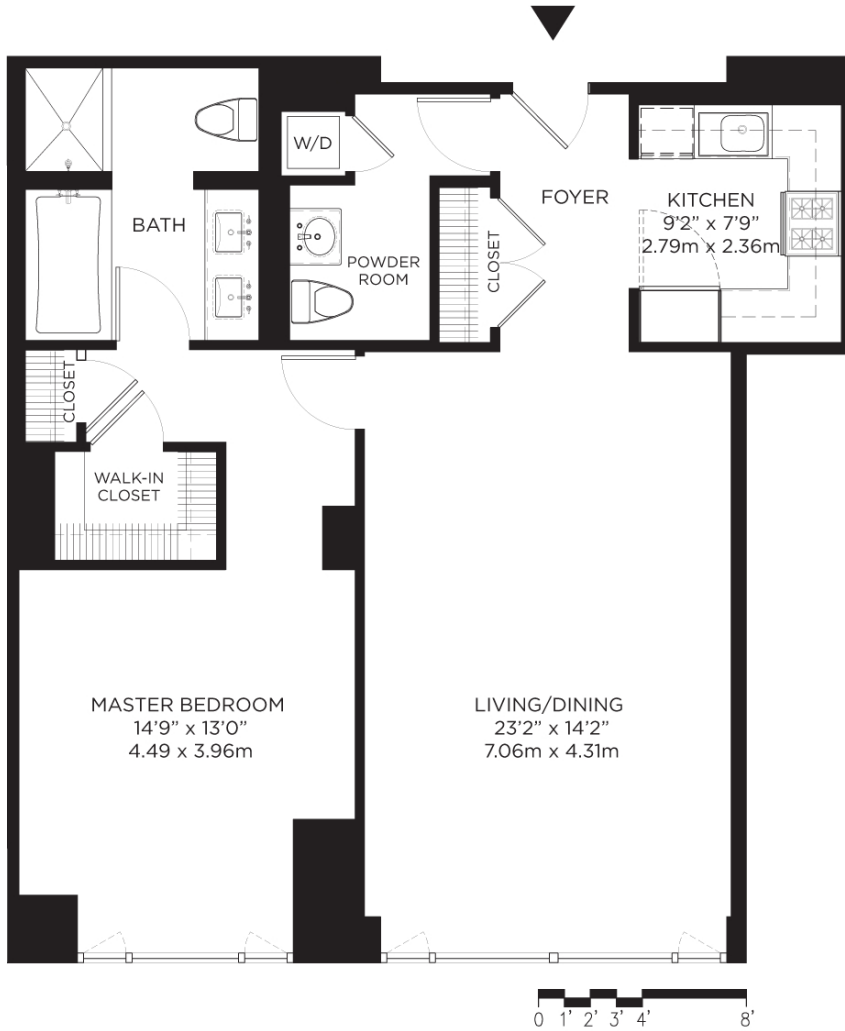 W/D
BATH
FOYER
KITCHEN
9'2" x 7'9"
2.79m x 2.36m
POWDER
ROOM
CLOSET
CLOSET
WALK-IN
CLOSET
MASTER BEDROOM
14'9" x 13'0"
4.49 x 3.96m
LIVING/DINING
23'2" x 14'2"
7.06m x 4.31m
0 1' 2' 3' 4' 8'